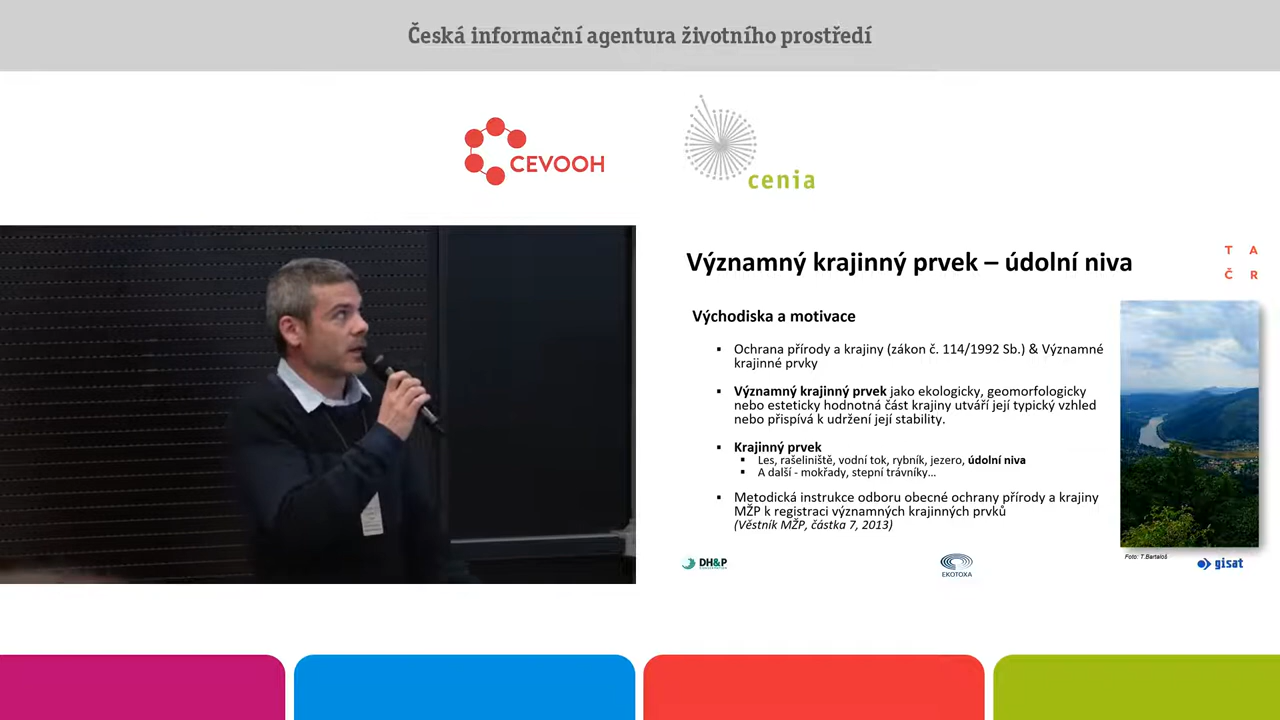 Česká informační agentura životního prostředí
CEVOOH
cenia
Významný krajinný prvek – údolní niva
T A
Č R
Východiska a motivace
▪ Ochrana přírody a krajiny (zákon č. 114/1992 Sb.) & Významné
krajinné prvky
▪ Významný krajinný prvek jako ekologicky, geomorfologicky
nebo esteticky hodnotná část krajiny utváří její typický vzhled
nebo přispívá k udržení její stability.
▪ Krajinný prvek
▪ Les, rašeliniště, vodní tok, rybník, jezero, údolní niva
▪ A další - mokřady, stepní trávníky...
▪ Metodická instrukce odboru obecné ochrany přírody a krajiny
MŽP k registraci významných krajinných prvků
(Věstník MŽP, částka 7, 2013)
Foto: T.Bartaloš
DH&P
EKOTOXA
gisat